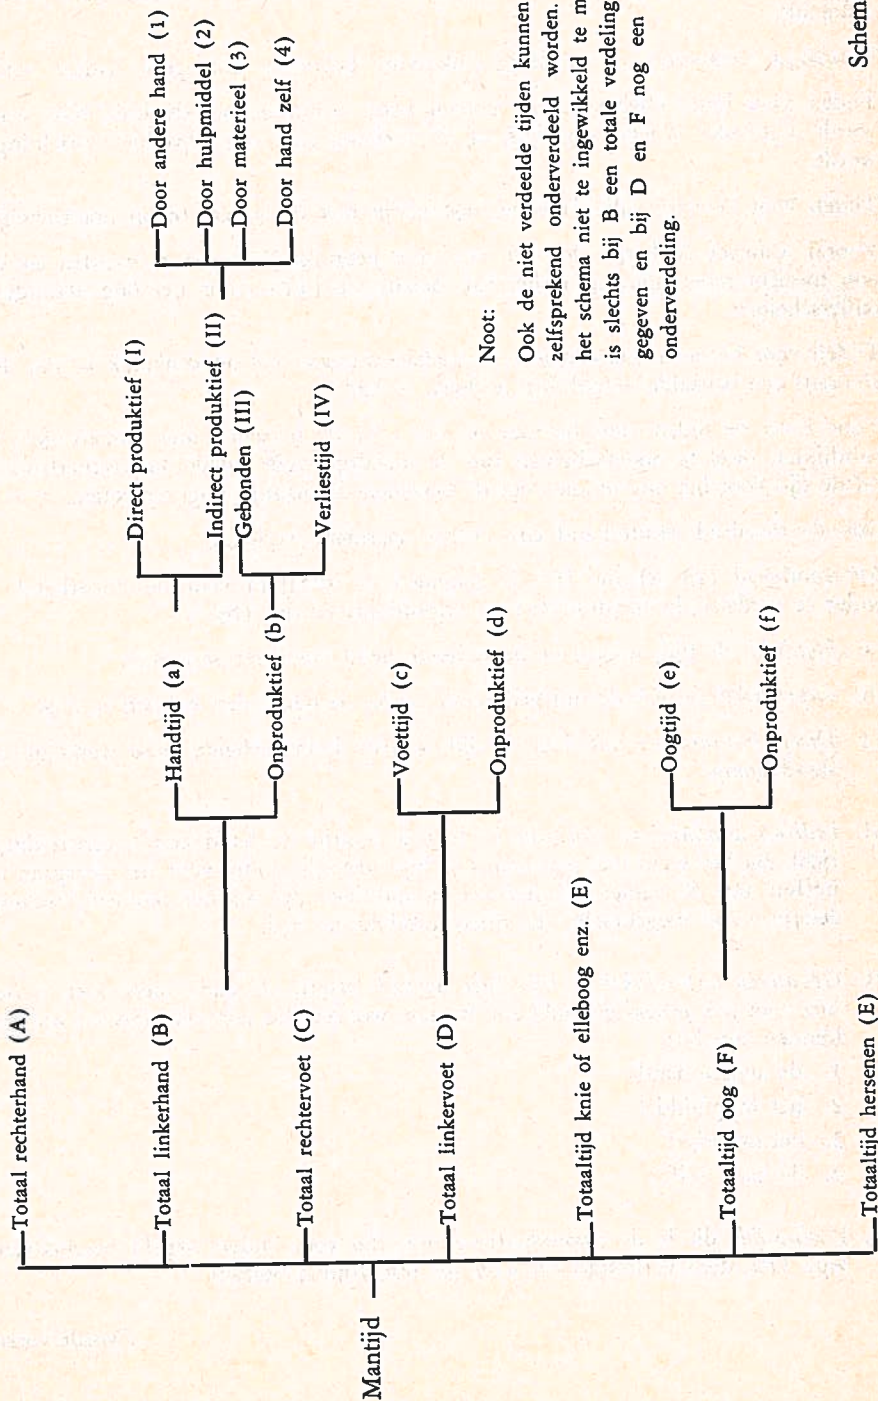 Mantijd
Totaal rechterhand (A)
Totaal linkerhand (B)
Totaal rechtervoet (C)
Totaal linkervoet (D)
Totaaltijd knie of elleboog enz. (E)
Totaaltijd oog (F)
Totaaltijd hersenen (E)
Handtijd (a)
Onproduktief (b)
Voettijd (c)
Onproduktief (d)
Oogtijd (e)
Onproduktief (f)
Direct produktief (I)
Indirect produktief (II)
Gebonden (III)
Verliestijd (IV)
Door andere hand (1)
Door hulpmiddel (2)
Door materieel (3)
Door hand zelf (4)
Noot:
Ook de niet verdeelde tijden kunnen
zelfsprekend onderverdeeld worden.
het schema niet te ingewikkeld te m
is slechts bij B een totale verdeling
gegeven en bij D en F nog een
onderverdeling.
Schem